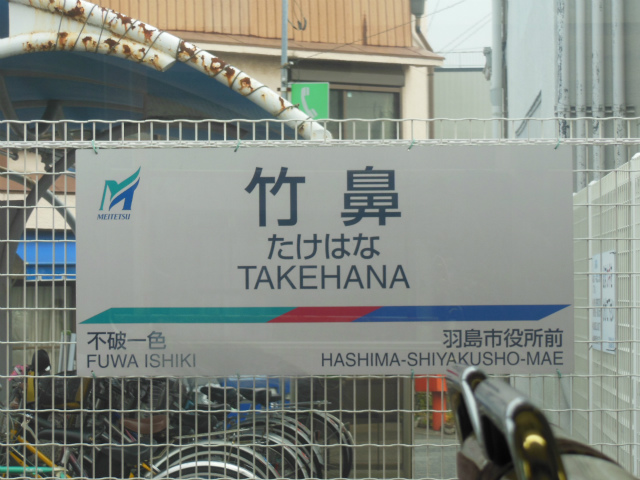 MEITETSU
竹鼻
たけはな
TAKEHANA
不破一色
FUWA ISHIKI
羽島市役所前
HASHIMA-SHIYAKUSHO-MAE